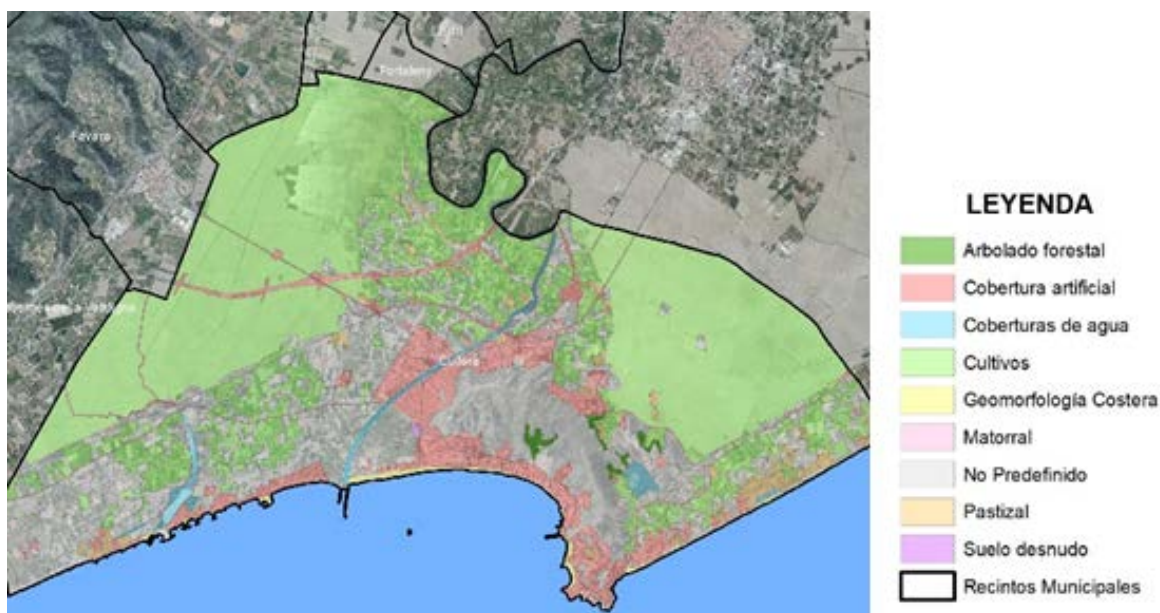 Fortaleny
Favara
Cullera
LEYENDA
Arbolado forestal
Cobertura artificial
Coberturas de agua
Cultivos
Geomorfología Costera
Matorral
No Predefinido
Pastizal
Suelo desnudo
Recintos Municipales